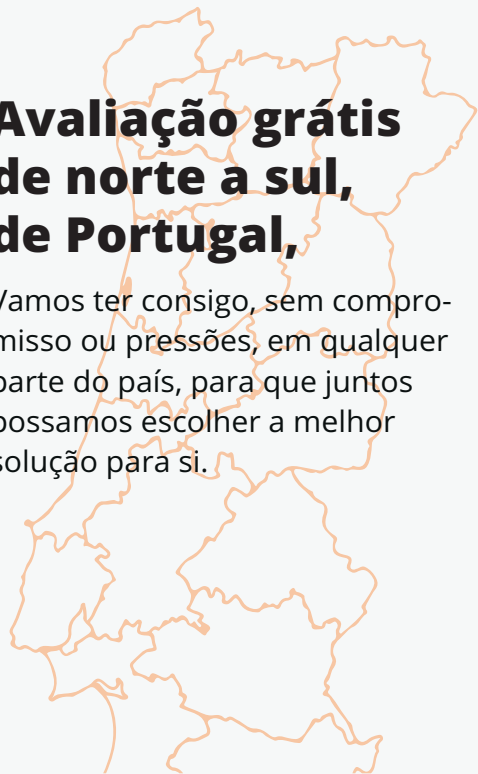 Avaliação grátis
de norte a sul,
de Portugal,
Vamos ter consigo, sem compro-
misso ou pressões, em qualquer
parte do país, para que juntos
possamos escolher a melhor
solução para si.